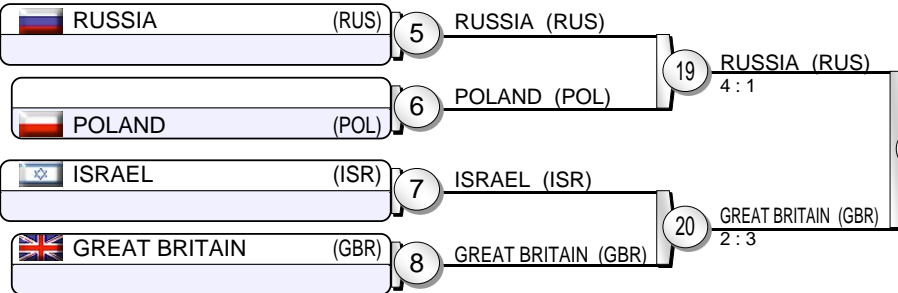 RUSSIA (RUS)
5
RUSSIA (RUS)
19
RUSSIA (RUS)
4 : 1
6
POLAND (POL)
POLAND (POL)
ISRAEL (ISR)
7
ISRAEL (ISR)
20
GREAT BRITAIN (GBR)
2 : 3
GREAT BRITAIN (GBR)
8
GREAT BRITAIN (GBR)